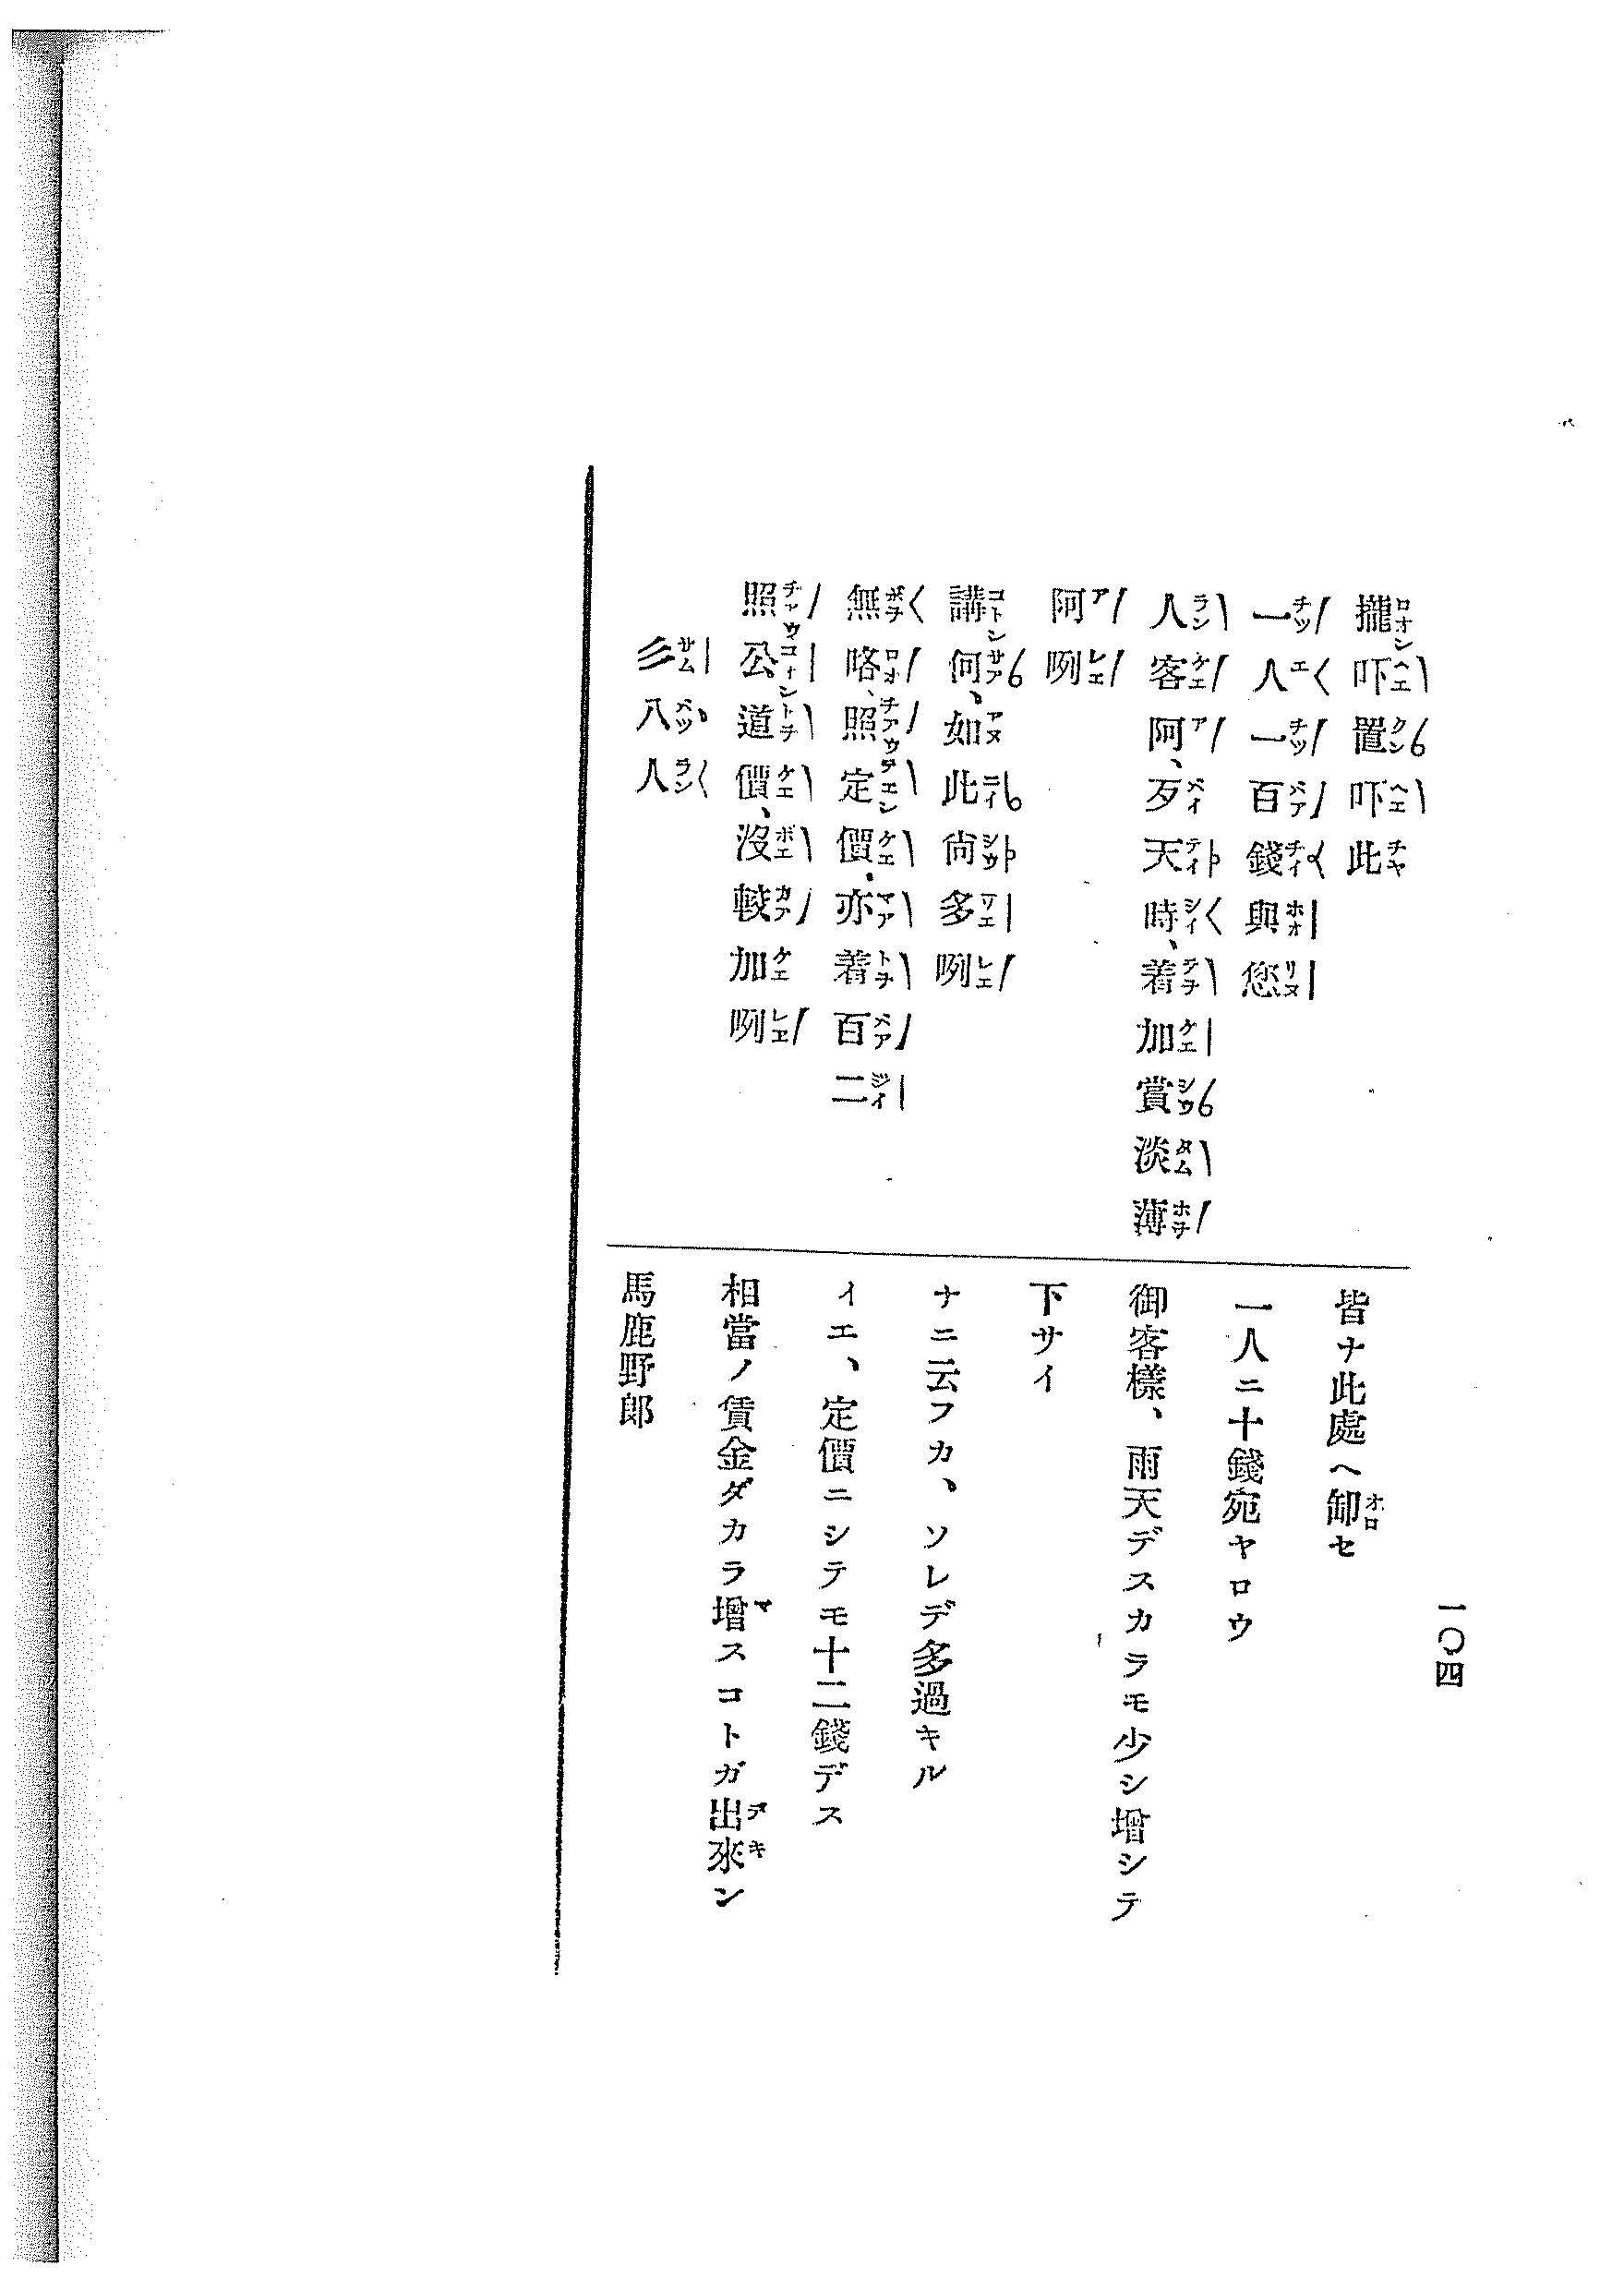 一〇四
攏吓置吓此
一人一百錢與您
人客阿、歹天時、着加賞淡薄
阿咧
講何、如此尙多咧
無咯、照定價、亦着百二
照公道價、沒較加咧
彡八人
皆ナ此處ヘ卸セ
一人ニ十錢宛ヤロウ
御客樣、雨天デスカラモ少シ增シテ
下サイ
ナニ云フカ、ソレデ多過キル
イエ、定價ニシテモ十二錢デス
相當ノ賃金ダカラ增スコトガ出來ン
馬鹿野郎